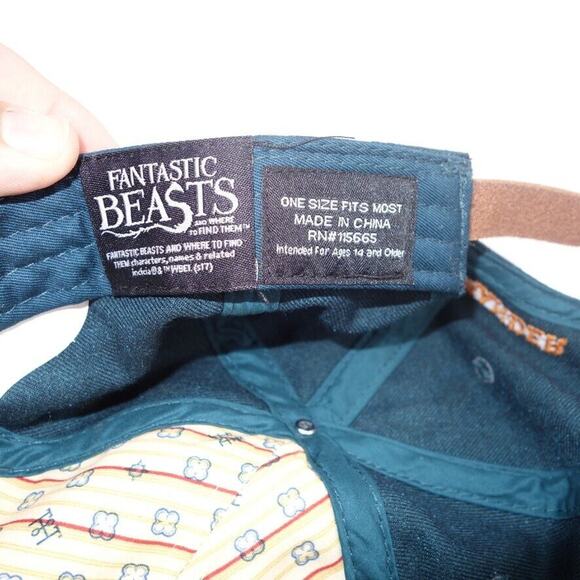 FANTASTIC
BEASTS
AND WHERE
TO FIND THEM™
FANTASTIC BEASTS AND WHERE TO FIND
THEM characters, names & related
indicia © & ™ WBEI. (s17)
ONE SIZE FITS MOST
MADE IN CHINA
RN#115665
Intended For Ages 14 and Older